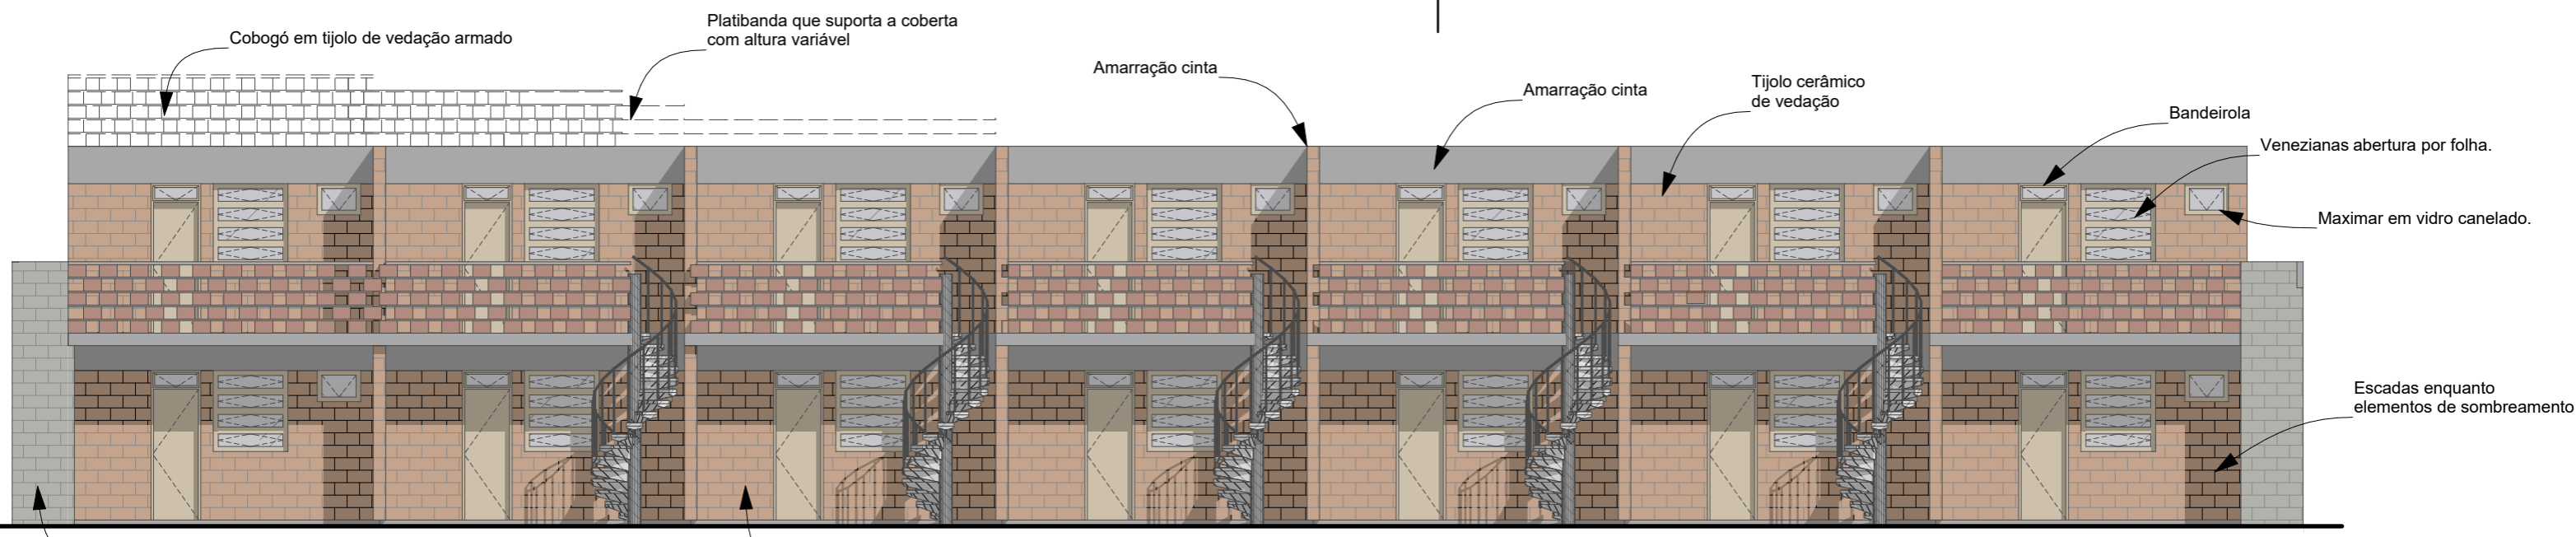 Platibanda que suporta a coberta
com altura variável
Cobogó em tijolo de vedação armado
Amarração cinta
Amarração cinta
Tijolo cerâmico
de vedação
Bandeirola
Venezianas abertura por folha.
Maximar em vidro canelado.
Escadas enquanto
elementos de sombreamento